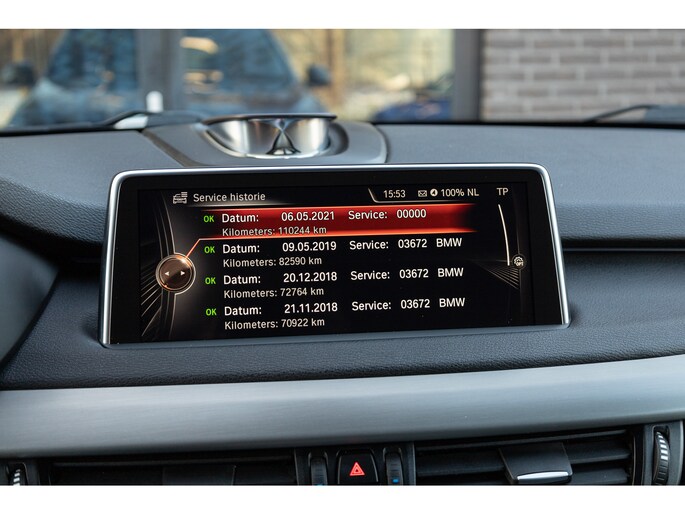 Service historie 15:53 100% NL TP
OK Datum: 06.05.2021 Service: 00000
Kilometers: 110244 km
OK Datum: 09.05.2019 Service: 03672 BMW
Kilometers: 82590 km
OK Datum: 20.12.2018 Service: 03672 BMW
Kilometers: 72764 km
OK Datum: 21.11.2018 Service: 03672 BMW
Kilometers: 70922 km